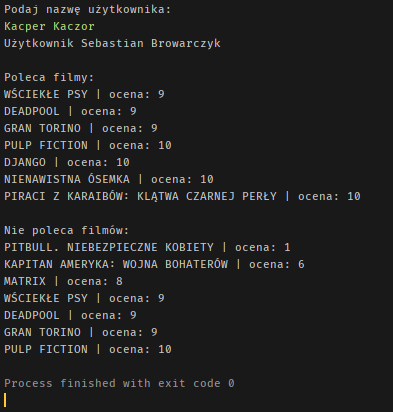 Podaj nazwę użytkownika:
Kacper Kaczor
Użytkownik Sebastian Browarczyk
Poleca filmy:
WŚCIEKŁE PSY | ocena: 9
DEADPOOL | ocena: 9
GRAN TORINO | ocena: 9
PULP FICTION | ocena: 10
DJANGO | ocena: 10
NIENAWISTNA ÓSEMKA | ocena: 10
PIRACI Z KARAIBÓW: KLĄTWA CZARNEJ PERŁY | ocena: 10
Nie poleca filmów:
PITBULL. NIEBEZPIECZNE KOBIETY | ocena: 1
KAPITAN AMERYKA: WOJNA BOHATERÓW | ocena: 6
MATRIX | ocena: 8
WŚCIEKŁE PSY | ocena: 9
DEADPOOL | ocena: 9
GRAN TORINO | ocena: 9
PULP FICTION | ocena: 10
Process finished with exit code 0